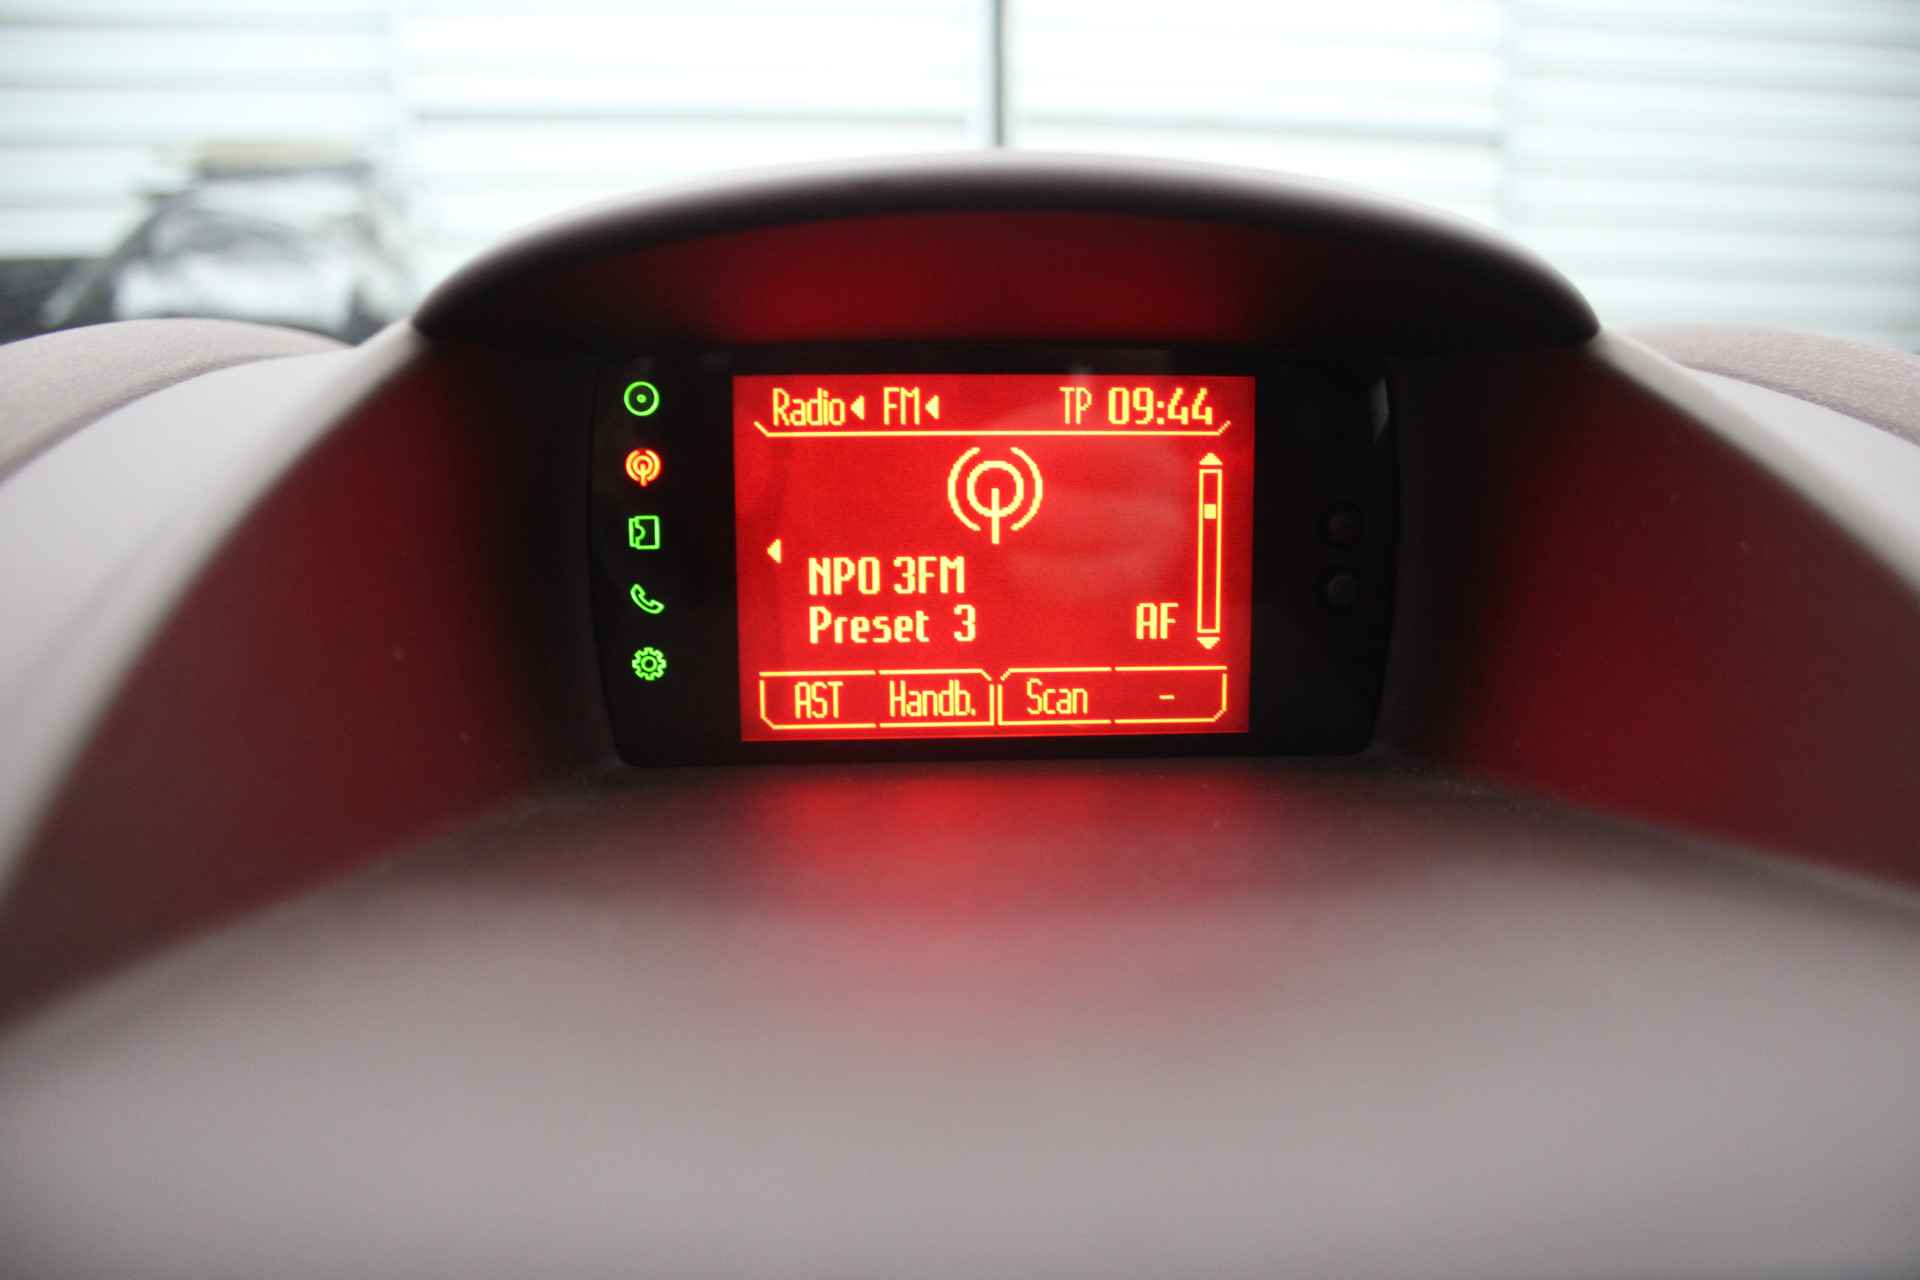 Radio FM TP 09:44
NPO 3FM
Preset 3 AF
AST Handb. Scan -